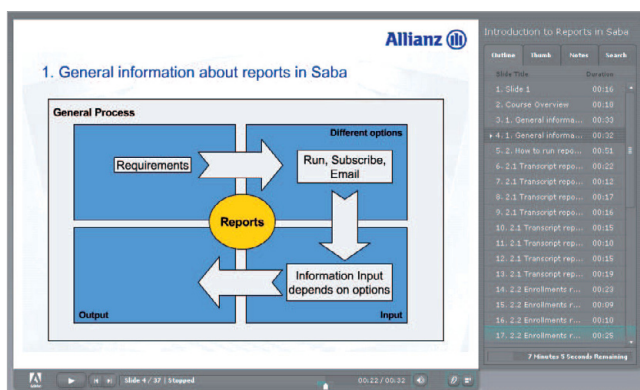 Allianz
1. General information about reports in Saba
General Process
Different options
Requirements
Run, Subscribe,
Email
Reports
Information Input
depends on options
Output
Input
Introduction to Reports in Saba
Outline Thumb Notes Search
Slide Title Duration
1. Slide 1 00:16
2. Course Overview 00:18
3. 1. General informa... 00:33
4. 1. General informa... 00:32
5. 2. How to run repo... 00:51
6. 2.1 Transcript repo... 00:22
7. 2.1 Transcript rep... 00:12
8. 2.1 Transcript rep... 00:17
9. 2.1 Transcript rep... 00:16
10. 2.1 Transcript rep... 00:15
11. 2.1 Transcript rep... 00:10
12. 2.1 Transcript rep... 00:15
13. 2.1 Transcript rep... 00:19
14. 2.2 Enrollments r... 00:23
15. 2.2 Enrollments r... 00:09
16. 2.2 Enrollments r... 00:10
17. 2.2 Enrollments r... 00:25
7 Minutes 5 Seconds Remaining
Slide 4 / 37 | Stopped
00:22 / 00:32